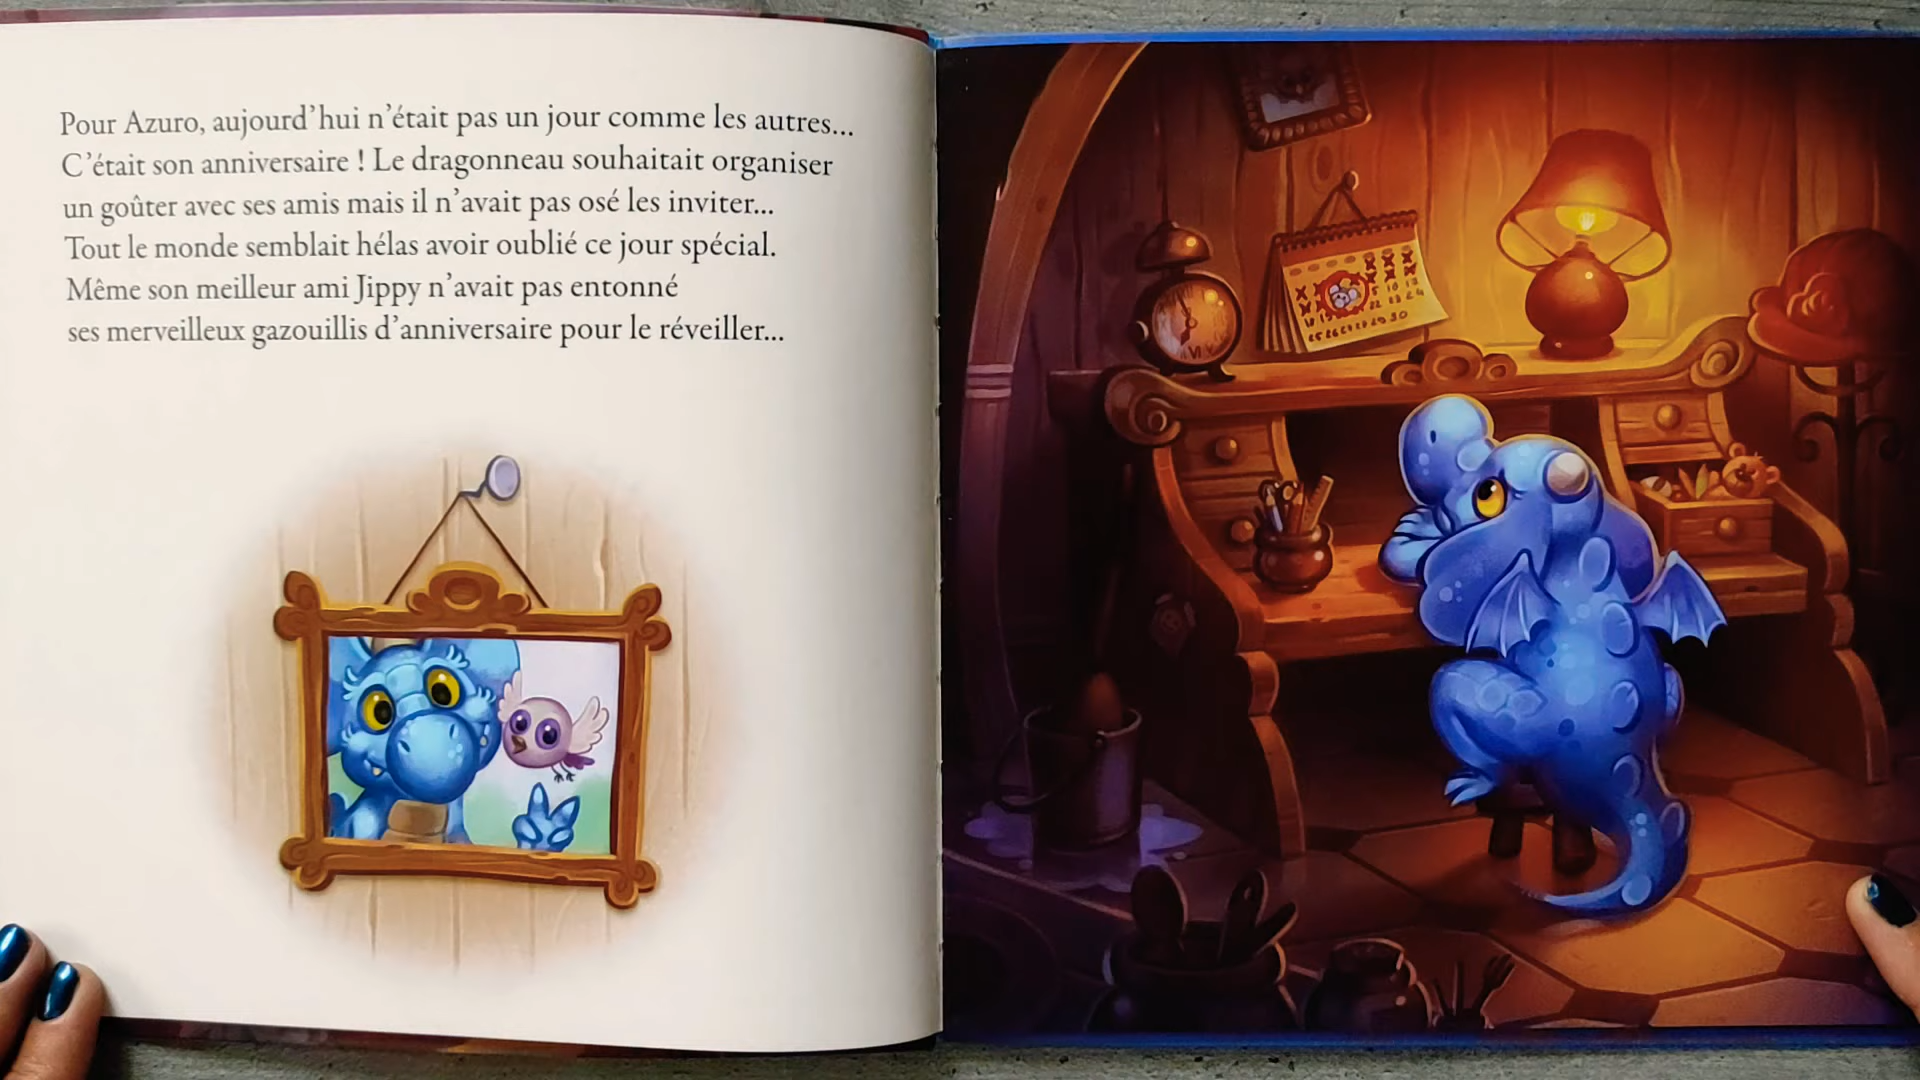 Pour Azuro, aujourd’hui n’était pas un jour comme les autres...
C’était son anniversaire ! Le dragonneau souhaitait organiser
un goûter avec ses amis mais il n’avait pas osé les inviter...
Tout le monde semblait hélas avoir oublié ce jour spécial.
Même son meilleur ami Jippy n’avait pas entonné
ses merveilleux gazouillis d’anniversaire pour le réveiller...